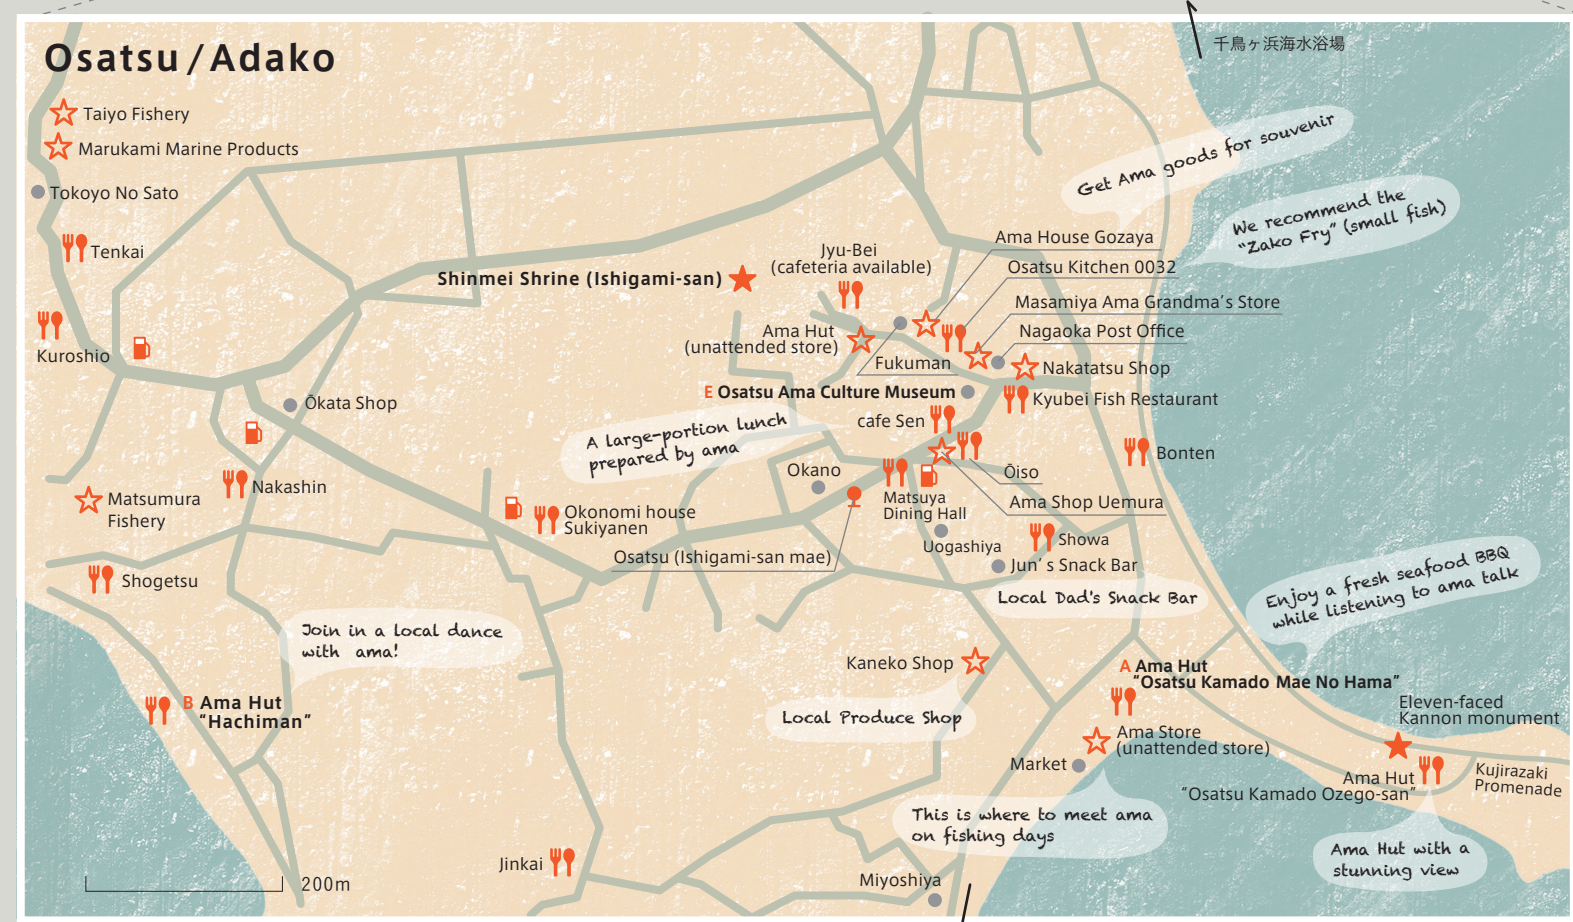 Osatsu / Adako
千鳥ヶ浜海水浴場
Taiyo Fishery
Marukami Marine Products
Tokoyo No Sato
Tenkai
Kuroshio
Get Ama goods for souvenir
We recommend the
“Zako Fry” (small fish)
Jyu-Bei
(cafeteria available)
Shinmei Shrine (Ishigami-san)
Ama House Gozaya
Osatsu Kitchen 0032
Masamiya Ama Grandma’s Store
Nagaoka Post Office
Ama Hut
(unattended store)
Fukuman
Nakatatsu Shop
E Osatsu Ama Culture Museum
Kyubei Fish Restaurant
cafe Sen
Ōkata Shop
A large-portion lunch
prepared by ama
Bonten
Okano
Ōiso
Matsuya
Dining Hall
Ama Shop Uemura
Nakashin
Matsumura
Fishery
Okonomi house
Sukiyanen
Osatsu (Ishigami-san mae)
Uogashiya
Showa
Jun’s Snack Bar
Local Dad's Snack Bar
Shogetsu
Enjoy a fresh seafood BBQ
while listening to ama talk
Join in a local dance
with ama!
Kaneko Shop
A Ama Hut
“Osatsu Kamado Mae No Hama”
B Ama Hut
“Hachiman”
Local Produce Shop
Eleven-faced
Kannon monument
Ama Store
(unattended store)
Market
Ama Hut
“Osatsu Kamado Ozego-san”
Kujirazaki
Promenade
This is where to meet ama
on fishing days
Ama Hut with a
stunning view
Jinkai
Miyoshiya
200m